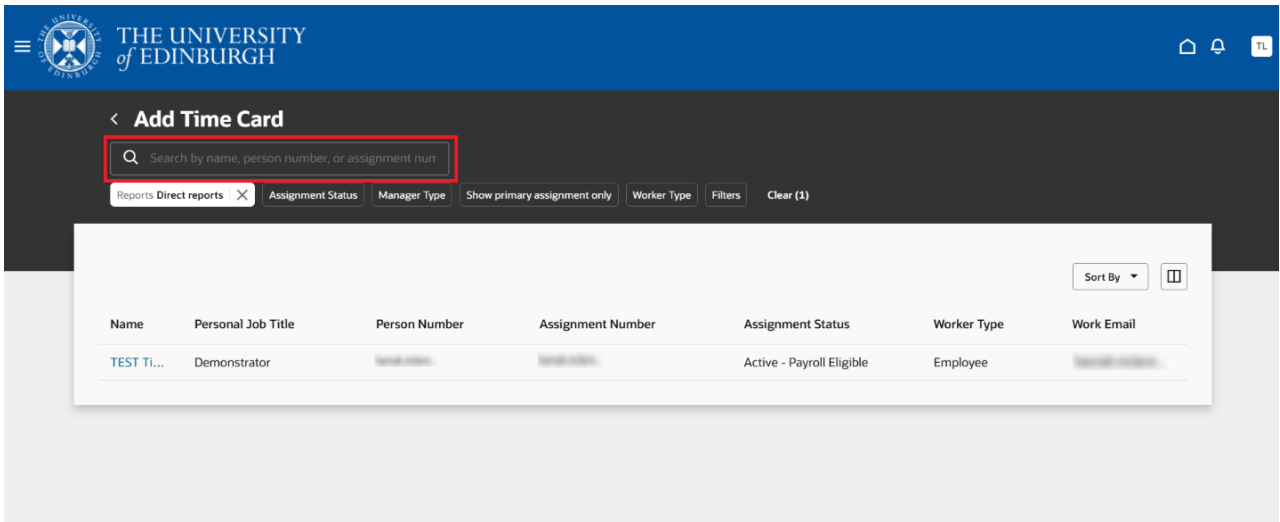 THE UNIVERSITY
of EDINBURGH
TL
Add Time Card
Search by name, person number, or assignment num
Reports Direct reports Assignment Status Manager Type Show primary assignment only Worker Type Filters Clear (1)
Sort By
Name Personal Job Title Person Number Assignment Number Assignment Status Worker Type Work Email
TEST Ti... Demonstrator Active - Payroll Eligible Employee